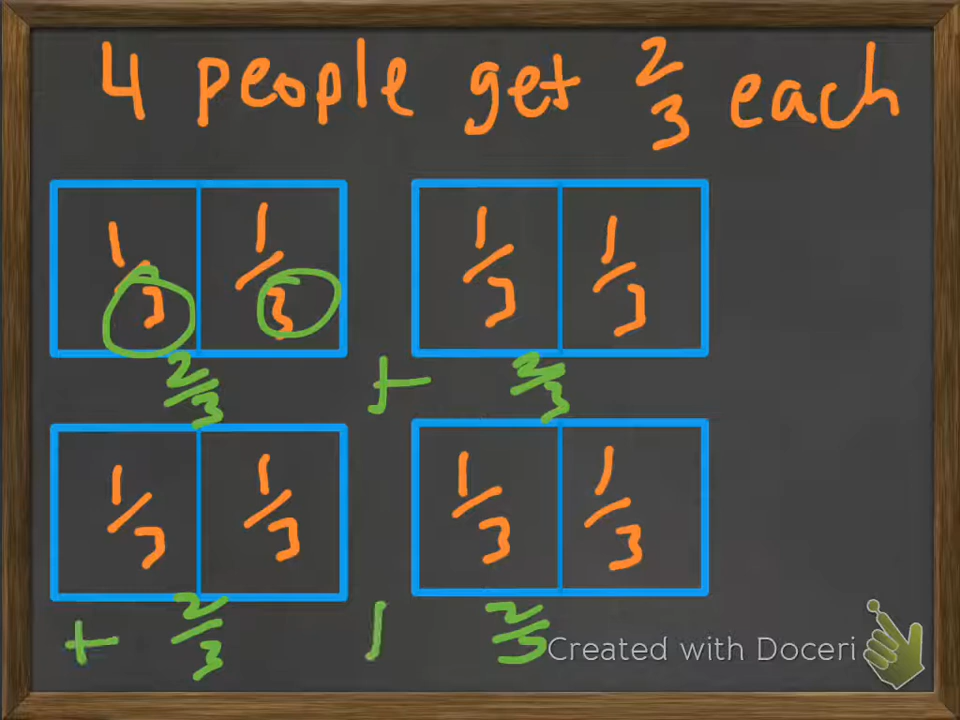 4 people get 2/3 each
1/3 1/3 1/3 1/3
2/3 + 2/3
1/3 1/3 1/3 1/3
+ 2/3 2/3
Created with Doceri